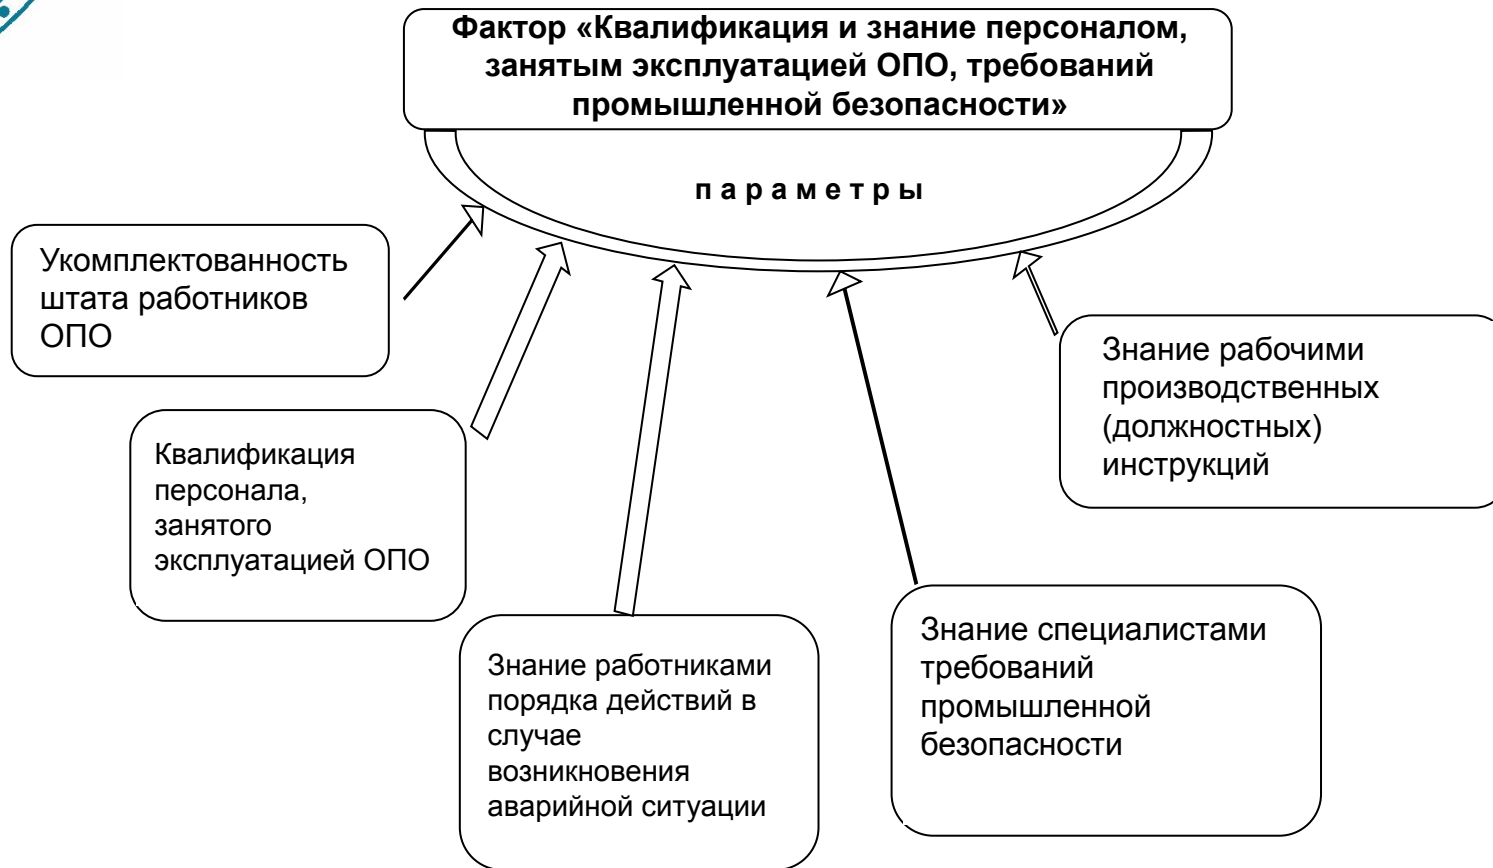 Фактор «Квалификация и знание персоналом,
занятым эксплуатацией ОПО, требований
промышленной безопасности»
п а р а м е т р ы
Укомплектованность
штата работников
ОПО
Квалификация
персонала,
занятого
эксплуатацией ОПО
Знание работниками
порядка действий в
случае
возникновения
аварийной ситуации
Знание специалистами
требований
промышленной
безопасности
Знание рабочими
производственных
(должностных)
инструкций